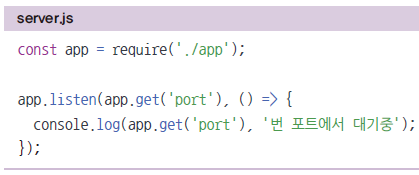 server.js
const app = require('./app');
app.listen(app.get('port'), () => {
  console.log(app.get('port'), '번 포트에서 대기중');
});